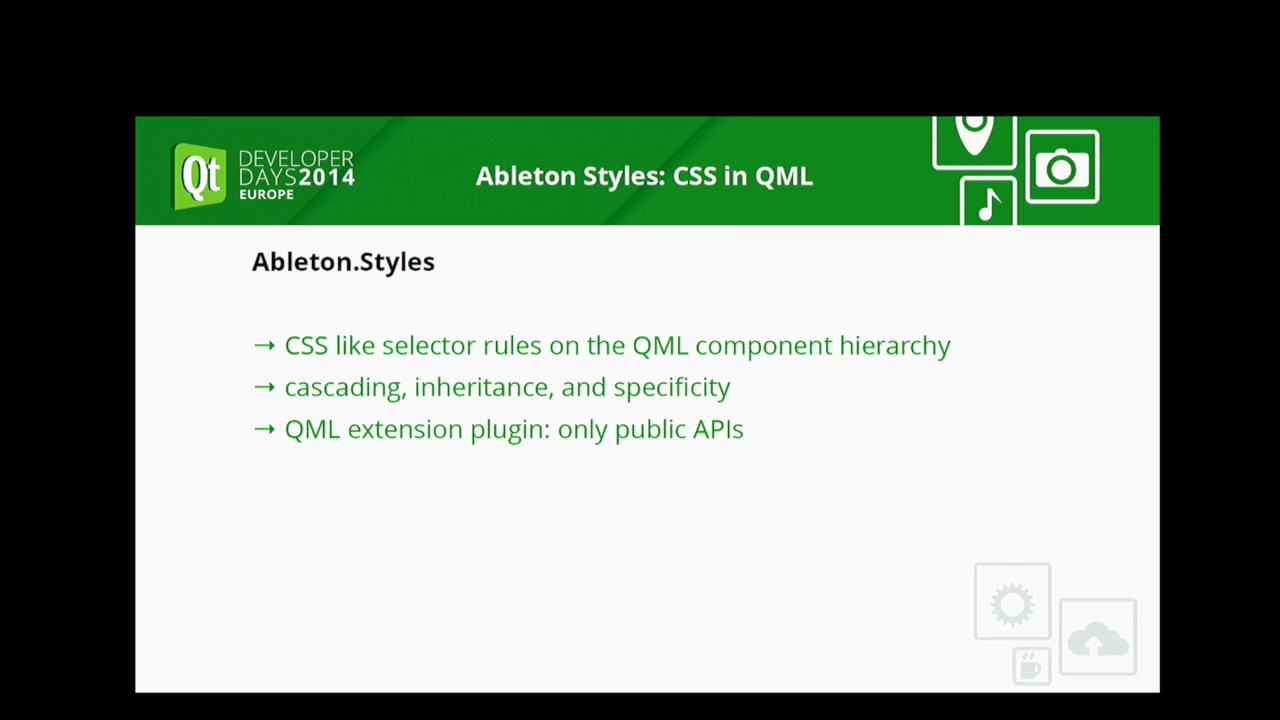 Qt
DEVELOPER
DAYS2014
EUROPE
Ableton Styles: CSS in QML
Ableton.Styles
→ CSS like selector rules on the QML component hierarchy
→ cascading, inheritance, and specificity
→ QML extension plugin: only public APIs